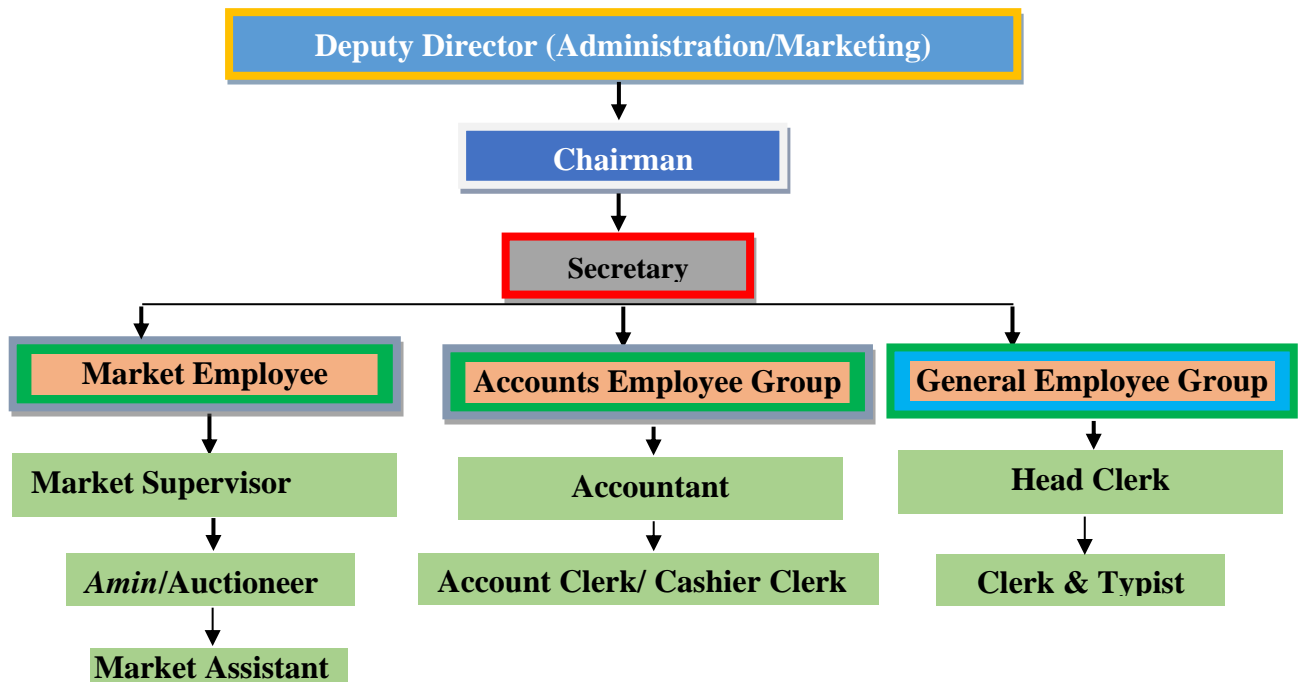 Deputy Director (Administration/Marketing)
Chairman
Secretary
Market Employee
Accounts Employee Group
General Employee Group
Market Supervisor
Accountant
Head Clerk
Amin/Auctioneer
Account Clerk/ Cashier Clerk
Clerk & Typist
Market Assistant